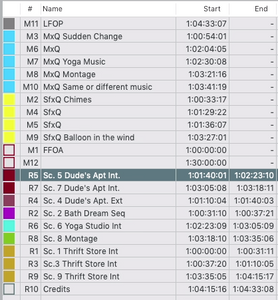 # Name Start End
M11 LFOP 1:04:33:07 -
M3 MxQ Sudden Change 1:00:54:01 -
M6 MxQ 1:02:04:05 -
M7 MxQ Yoga Music 1:02:30:08 -
M8 MxQ Montage 1:03:21:16 -
M10 MxQ Same or different music 1:03:41:19 -
M2 SfxQ Chimes 1:00:33:17 -
M4 SfxQ 1:01:29:22 -
M5 SfxQ 1:01:36:07 -
M9 SfxQ Balloon in the wind 1:03:27:01 -
M1 FFOA 1:00:00:00 -
M12 1:30:00:00 -
R5 Sc. 5 Dude's Apt Int. 1:01:40:01 1:02:23:10
R7 Sc. 7 Dude's Apt Int. 1:03:05:08 1:03:18:11
R4 Sc. 4 Dude's Apt. Ext 1:01:10:04 1:01:40:03
R2 Sc. 2 Bath Dream Seq 1:00:31:10 1:00:37:21
R6 Sc. 6 Yoga Studio Int 1:02:23:09 1:03:05:09
R8 Sc. 8 Montage 1:03:18:10 1:03:35:06
R1 Sc. 1 Thrift Store Int 1:00:00:00 1:00:31:11
R3 Sc.3 Thrift Store Int 1:00:37:20 1:01:10:05
R9 Sc. 9 Thrift Store Int 1:03:35:05 1:04:15:17
R10 Credits 1:04:15:16 1:04:33:08